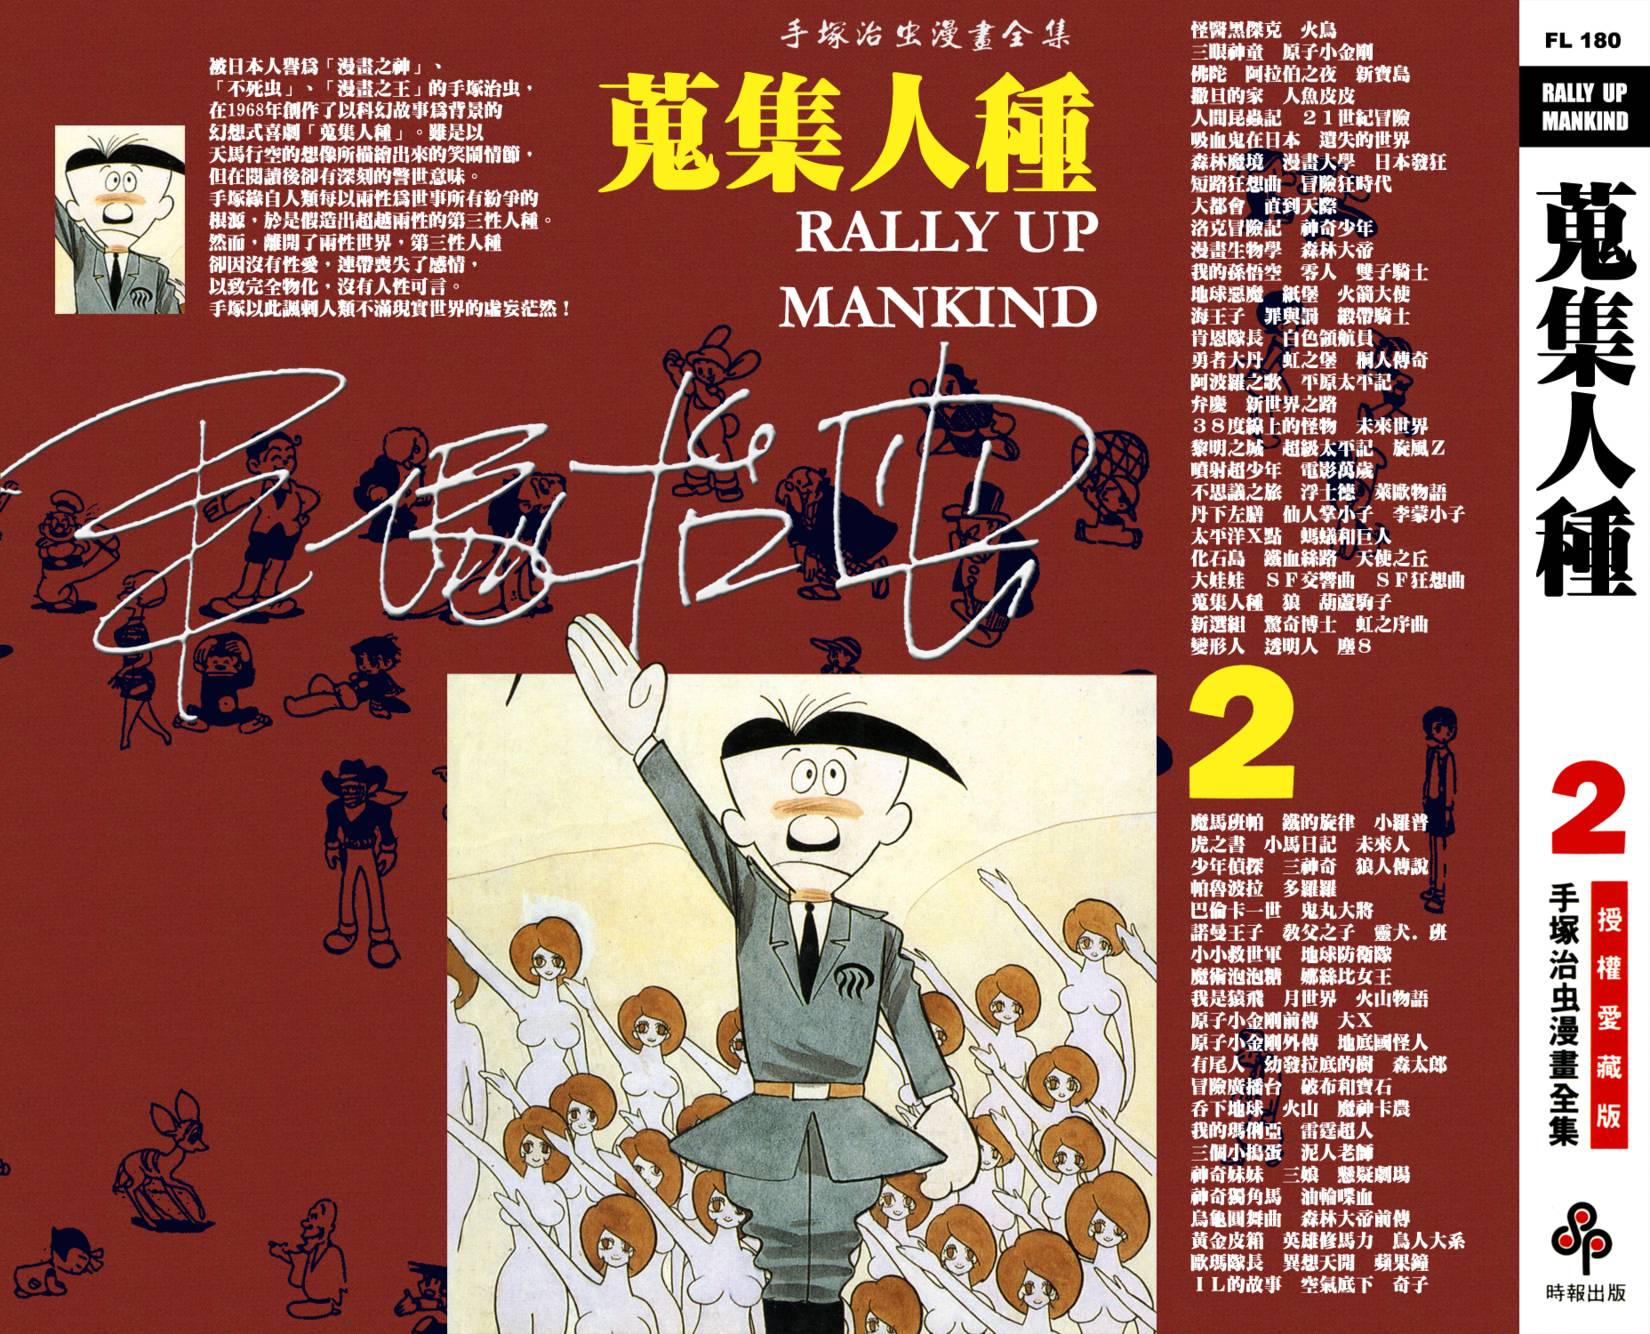 手塚治虫漫畫全集
蒐集人種
RALLY UP
MANKIND
被日本人譽為「漫畫之神」、
「不死虫」、「漫畫之王」的手塚治虫，
在1968年創作了以科幻故事為背景的
幻想式喜劇「蒐集人種」。雖是以
天馬行空的想像所描繪出來的笑鬧情節，
但在閱讀後卻有深刻的警世意味。
手塚緣自人類每以兩性為世事所有紛爭的
根源，於是假造出超越兩性的第三性人種。
然而，離開了兩性世界，第三性人種
卻因沒有性愛，連帶喪失了感情，
以致完全物化，沒有人性可言。
手塚以此諷刺人類不滿現實世界的虛妄茫然！
手塚治虫
怪醫黑傑克　火鳥
三眼神童　原子小金剛
佛陀　阿拉伯之夜　新寶島
撒旦的家　人魚皮皮
人間昆蟲記　２１世紀冒險
吸血鬼在日本　遺失的世界
森林魔境　漫畫大學　日本發狂
短路狂想曲　冒險狂時代
大都會　直到天際
洛克冒險記　神奇少年
漫畫生物學　森林大帝
我的孫悟空　零人　雙子騎士
地球惡魔　紙堡　火箭大使
海王子　罪與罰　緞帶騎士
肯恩隊長　白色領航員
勇者大丹　虹之堡　桐人傳奇
阿波羅之歌　平原太平記
弁慶　新世界之路
３８度線上的怪物　未來世界
黎明之城　超級太平記　旋風Ｚ
噴射超少年　電影萬歲
不思議之旅　浮士德　萊歐物語
丹下左膳　仙人掌小子　李蒙小子
太平洋Ｘ點　螞蟻和巨人
化石島　鐵血絲路　天使之丘
大娃娃　ＳＦ交響曲　ＳＦ狂想曲
蒐集人種　狼　葫蘆駒子
新選組　驚奇博士　虹之序曲
變形人　透明人　塵８
2
魔馬班帕　鐵的旋律　小羅普
虎之書　小馬日記　未來人
少年偵探　三神奇　狼人傳說
帕魯波拉　多羅羅
巴倫卡一世　鬼丸大將
諾曼王子　教父之子　靈犬．班
小小救世軍　地球防衛隊
魔術泡泡糖　娜絲比女王
我是猿飛　月世界　火山物語
原子小金剛前傳　大Ｘ
原子小金剛外傳　地底國怪人
有尾人　幼發拉底的樹　森太郎
冒險廣播台　破布和寶石
吞下地球　火山　魔神卡農
我的瑪俐亞　雷霆超人
三個小搗蛋　泥人老師
神奇妹妹　三娘　懸疑劇場
神奇獨角馬　油輪喋血
烏龜圓舞曲　森林大帝前傳
黃金皮箱　英雄修馬力　鳥人大系
歐瑪隊長　異想天開　蘋果鐘
ＩＬ的故事　空氣底下　奇子
FL 180
RALLY UP
MANKIND
蒐集人種
2
授權愛藏版
手塚治虫漫畫全集
時報出版